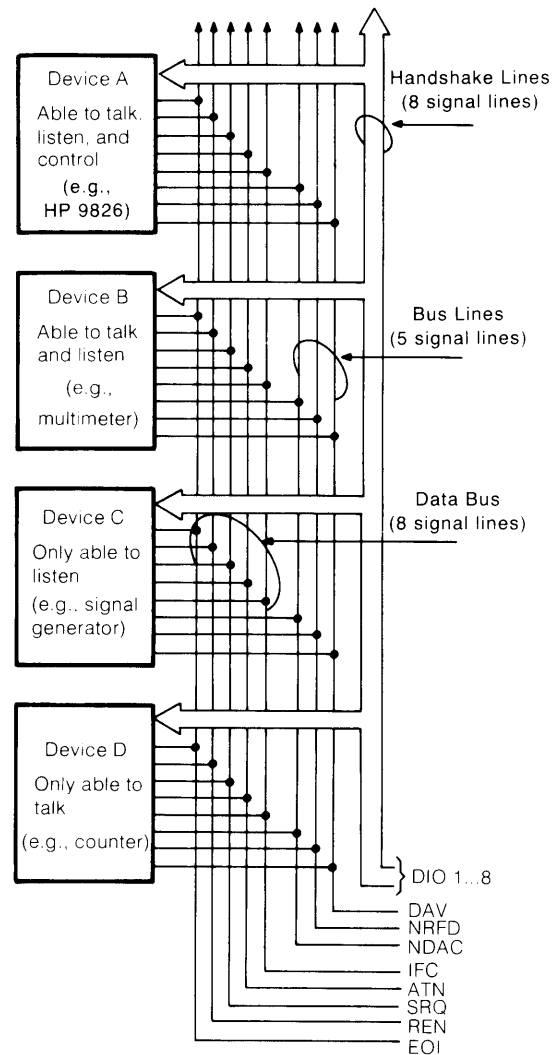 Device A
Able to talk.
listen, and
control
(e.g.,
HP 9826)
Handshake Lines
(8 signal lines)
Device B
Able to talk
and listen
(e.g.,
multimeter)
Bus Lines
(5 signal lines)
Device C
Only able to
listen
(e.g.. signal
generator)
Data Bus
(8 signal lines)
Device D
Only able to
talk
(e.g., counter)
DIO 1...8
DAV
NRFD
NDAC
IFC
ATN
SRQ
REN
EOI